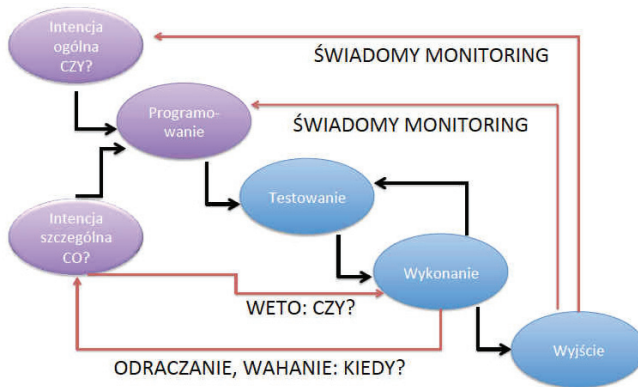 Intencja
ogólna
CZY?
ŚWIADOMY MONITORING
Programo-
wanie
ŚWIADOMY MONITORING
Testowanie
Intencja
szczególna
CO?
Wykonanie
WETO: CZY?
Wyjście
ODRACZANIE, WAHANIE: KIEDY?